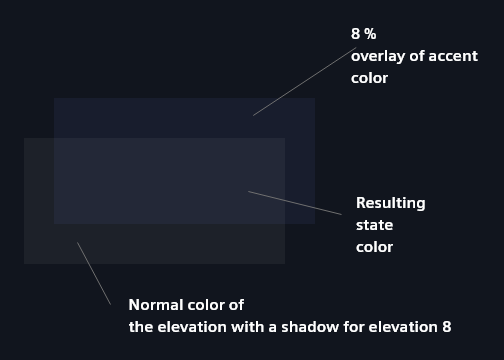 8 %
overlay of accent
color
Resulting
state
color
Normal color of
the elevation with a shadow for elevation 8